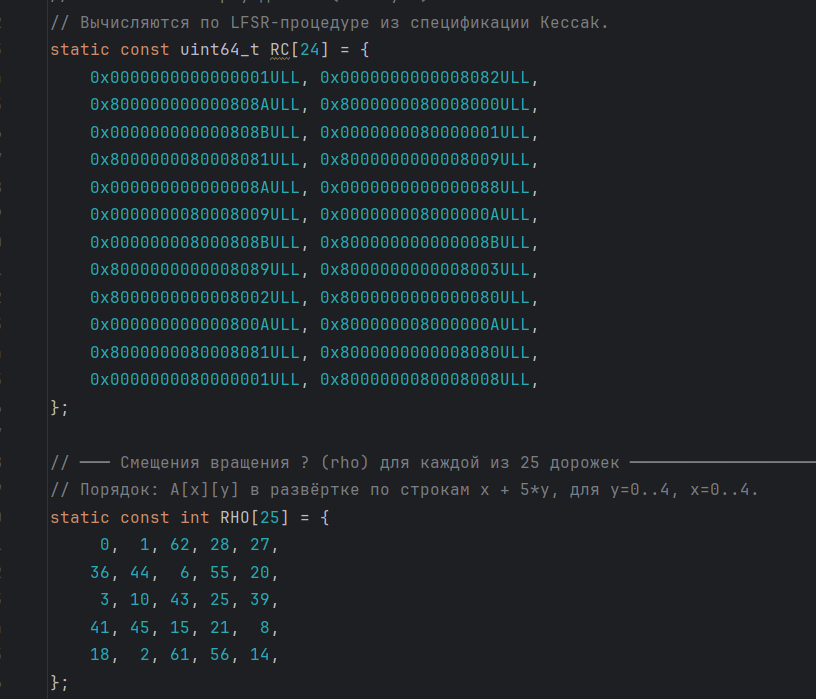 // Вычисляются по LFSR-процедуре из спецификации Keccak.
static const uint64_t RC[24] = {
    0x0000000000000001ULL, 0x0000000000008082ULL,
    0x800000000000808AULL, 0x8000000080008000ULL,
    0x000000000000808BULL, 0x0000000080000001ULL,
    0x8000000080008081ULL, 0x8000000000008009ULL,
    0x000000000000008AULL, 0x0000000000000088ULL,
    0x0000000080008009ULL, 0x000000008000000AULL,
    0x000000008000808BULL, 0x800000000000008BULL,
    0x8000000000008089ULL, 0x8000000000008003ULL,
    0x8000000000008002ULL, 0x8000000000000080ULL,
    0x000000000000800AULL, 0x800000008000000AULL,
    0x8000000080008081ULL, 0x8000000000008080ULL,
    0x0000000080000001ULL, 0x8000000080008008ULL,
};
// ── Смещения вращения ? (rho) для каждой из 25 дорожек ──────────────────
// Порядок: A[x][y] в развёртке по строкам x + 5*y, для y=0..4, x=0..4.
static const int RHO[25] = {
     0,  1, 62, 28, 27,
    36, 44,  6, 55, 20,
     3, 10, 43, 25, 39,
    41, 45, 15, 21,  8,
    18,  2, 61, 56, 14,
};